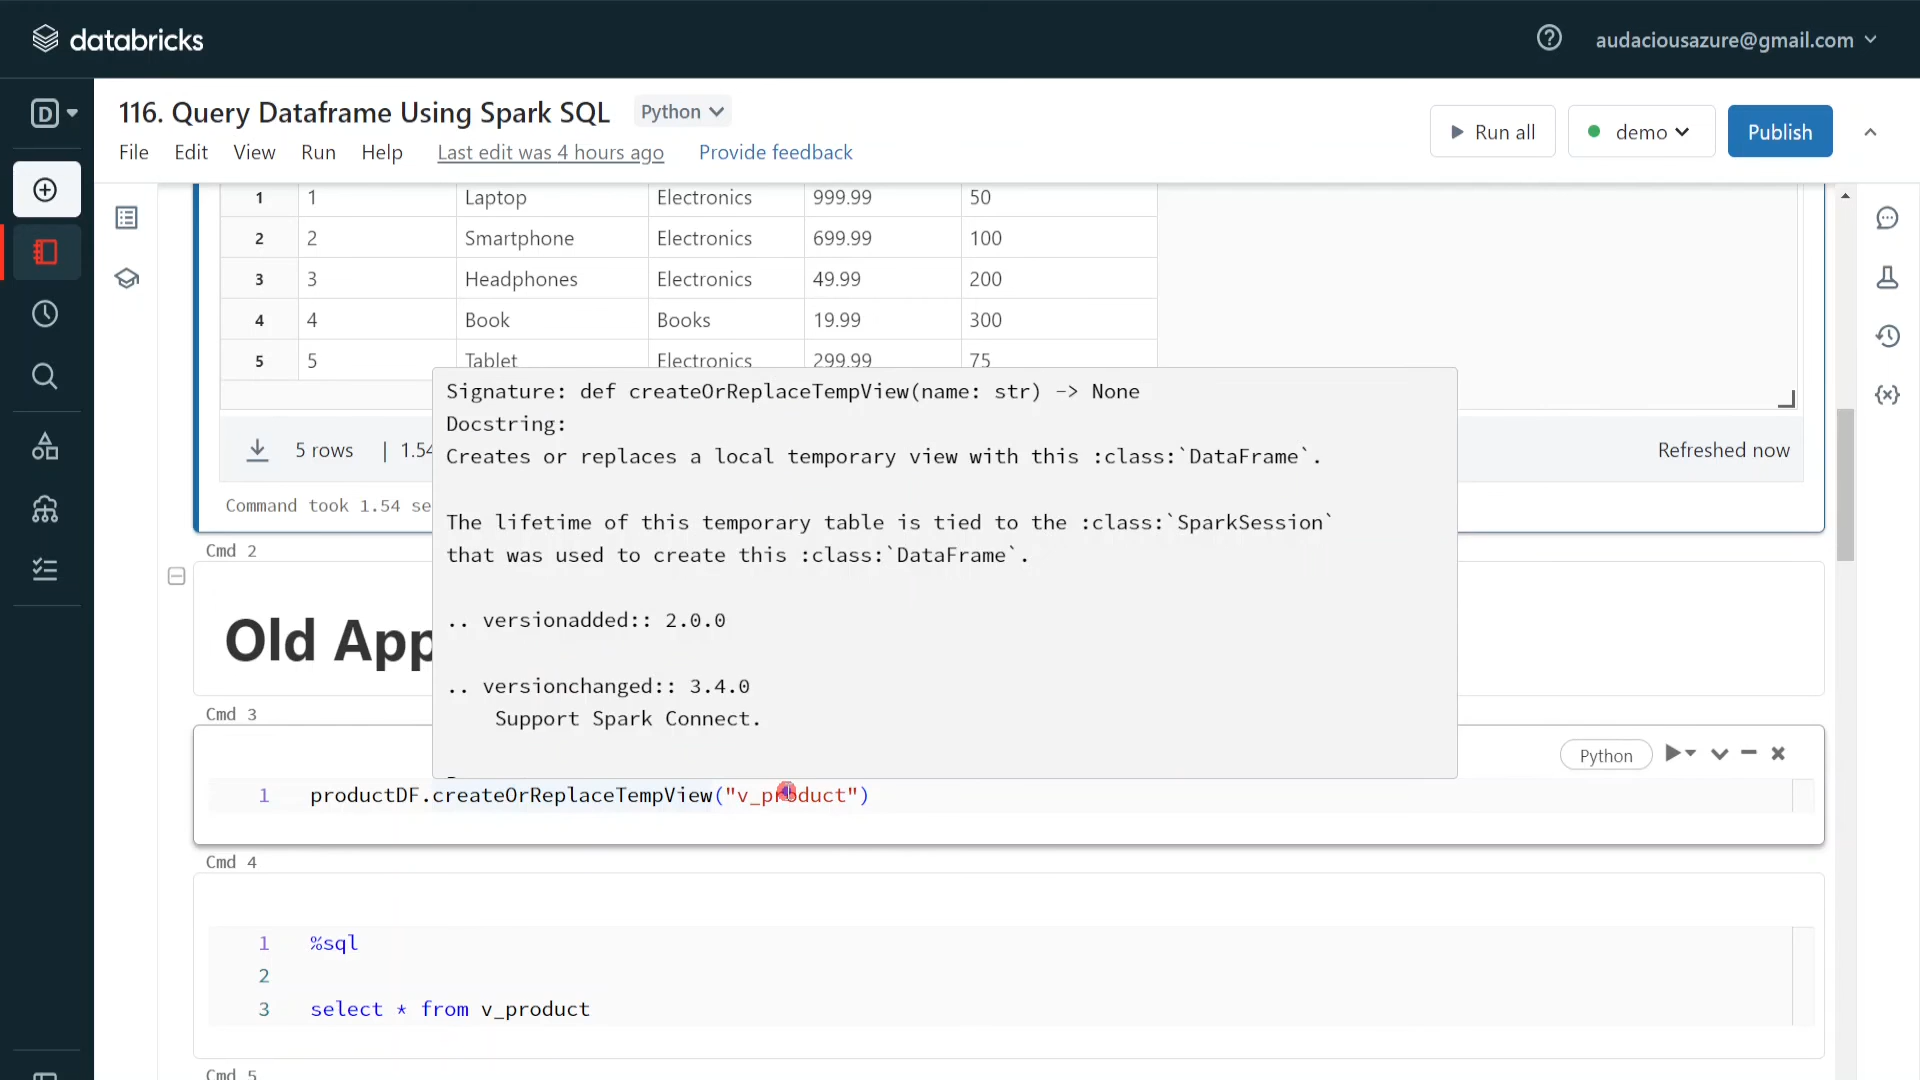 databricks
audaciousazure@gmail.com
D
116. Query Dataframe Using Spark SQL
Python
File Edit View Run Help Last edit was 4 hours ago Provide feedback
Run all
demo
Publish
1 1 Laptop Electronics 999.99 50
2 2 Smartphone Electronics 699.99 100
3 3 Headphones Electronics 49.99 200
4 4 Book Books 19.99 300
5 5 Tablet Electronics 299.99 75
5 rows | 1.54
Refreshed now
Command took 1.54 se
Signature: def createOrReplaceTempView(name: str) -> None
Docstring:
Creates or replaces a local temporary view with this :class:`DataFrame`.
The lifetime of this temporary table is tied to the :class:`SparkSession`
that was used to create this :class:`DataFrame`.
.. versionadded:: 2.0.0
.. versionchanged:: 3.4.0
Support Spark Connect.
Cmd 2
Old App
Cmd 3
Python
1 productDF.createOrReplaceTempView("v_product")
Cmd 4
1 %sql
2
3 select * from v_product
Cmd 5